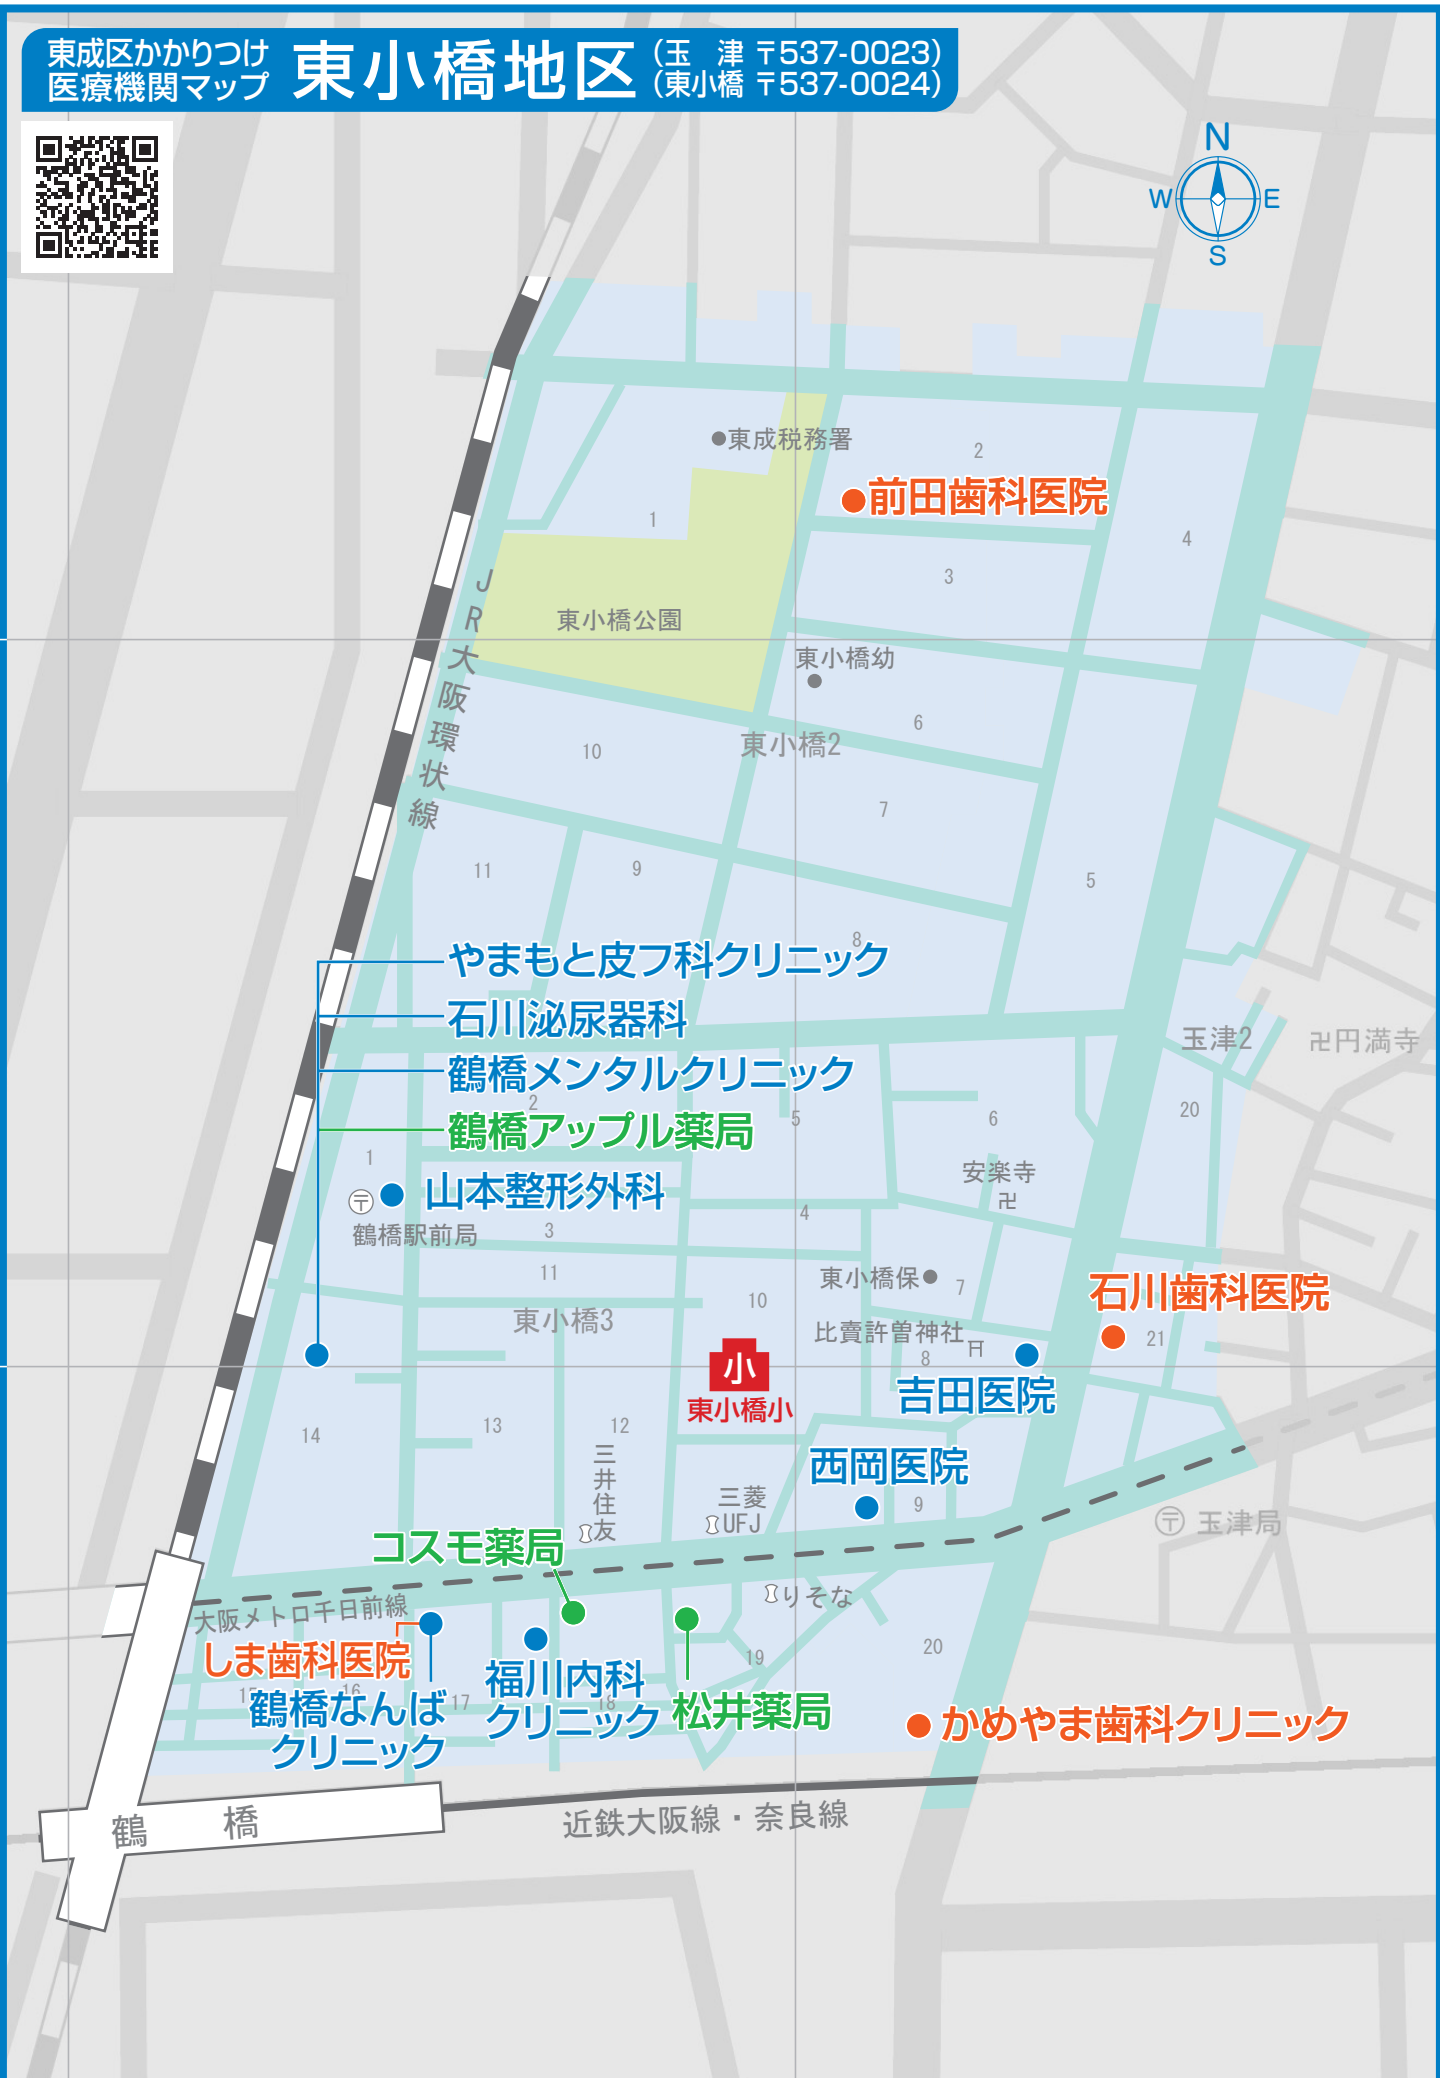 東成区かかりつけ
医療機関マップ
東小橋地区
（玉　津 〒537-0023）
（東小橋 〒537-0024）
N
W E
S
東成税務署
2
前田歯科医院
1
4
3
JR大阪環状線
東小橋公園
東小橋幼
6
東小橋2
10
7
11
9
5
8
やまもと皮フ科クリニック
石川泌尿器科
玉津2
卍円満寺
鶴橋メンタルクリニック
2
5
6
20
鶴橋アップル薬局
1
安楽寺
卍
〒
山本整形外科
4
鶴橋駅前局
3
11
東小橋保
7
石川歯科医院
10
東小橋3
比賣許曽神社
8
21
小
東小橋小
吉田医院
14
13
12
三井住友
西岡医院
三菱
UFJ
9
〒 玉津局
コスモ薬局
大阪メトロ千日前線
りそな
しま歯科医院
19
20
15
16
17
18
福川内科
クリニック
鶴橋なんば
クリニック
松井薬局
かめやま歯科クリニック
鶴　橋
近鉄大阪線・奈良線